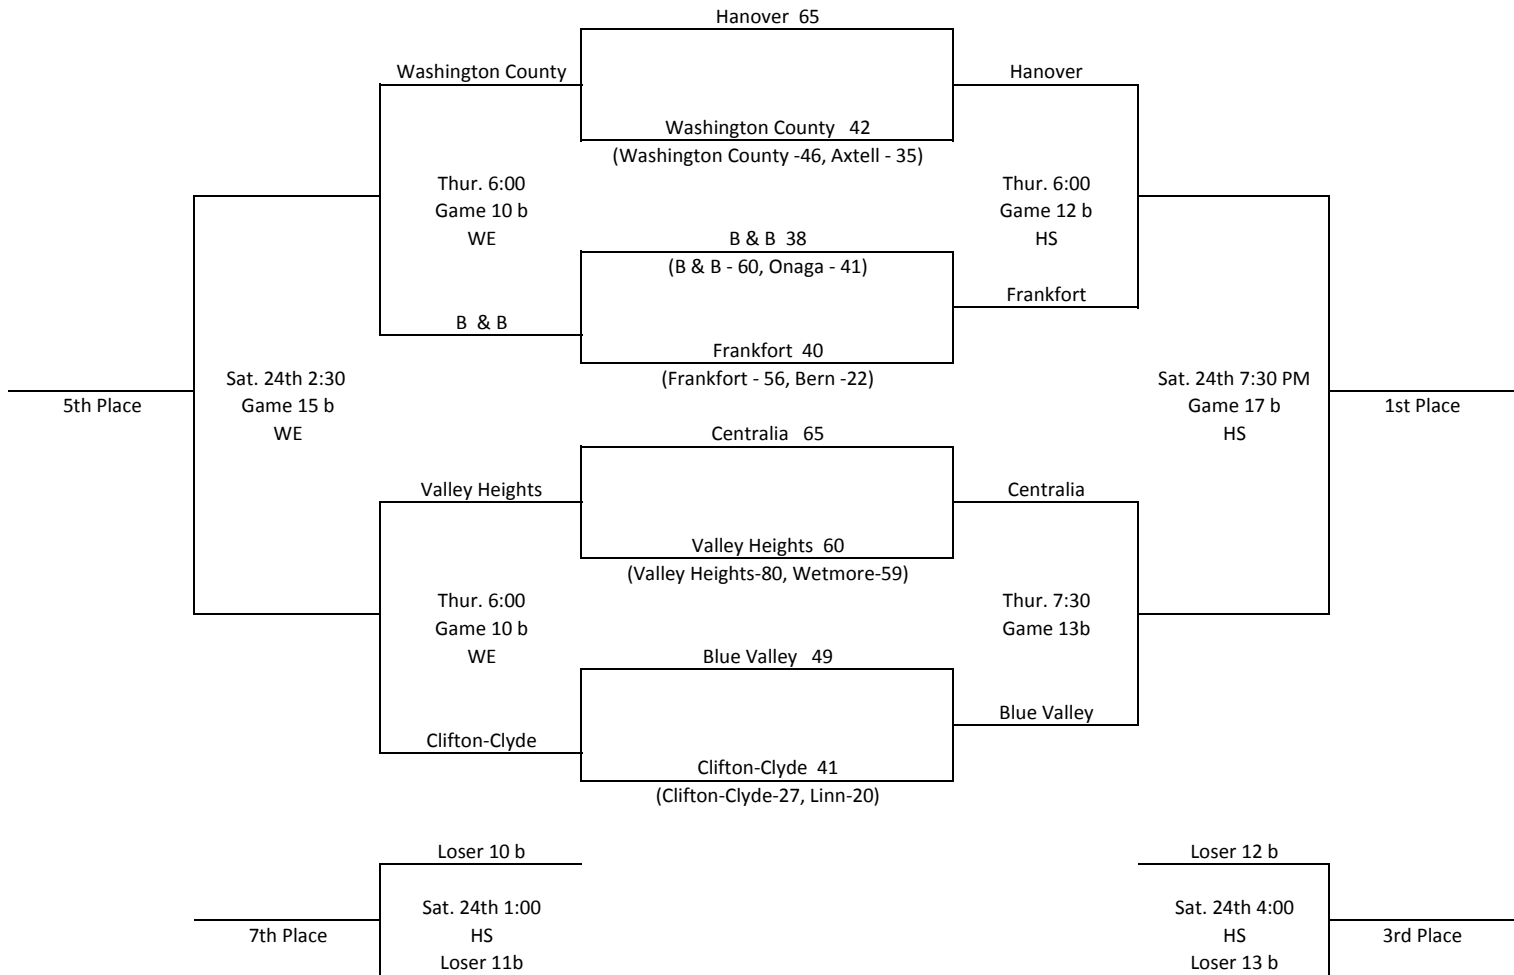 Hanover 65
Washington County
Hanover
Washington County 42
(Washington County -46, Axtell - 35)
Thur. 6:00
Game 10 b
WE
Thur. 6:00
Game 12 b
HS
B & B 38
(B & B - 60, Onaga - 41)
Frankfort
B & B
Frankfort 40
(Frankfort - 56, Bern -22)
Sat. 24th 2:30
Game 15 b
WE
5th Place
Sat. 24th 7:30 PM
Game 17 b
HS
1st Place
Centralia 65
Valley Heights
Centralia
Valley Heights 60
(Valley Heights-80, Wetmore-59)
Thur. 6:00
Game 10 b
WE
Thur. 7:30
Game 13b
Blue Valley 49
Blue Valley
Clifton-Clyde
Clifton-Clyde 41
(Clifton-Clyde-27, Linn-20)
Loser 10 b
Sat. 24th 1:00
HS
Loser 11b
7th Place
Loser 12 b
Sat. 24th 4:00
HS
Loser 13 b
3rd Place